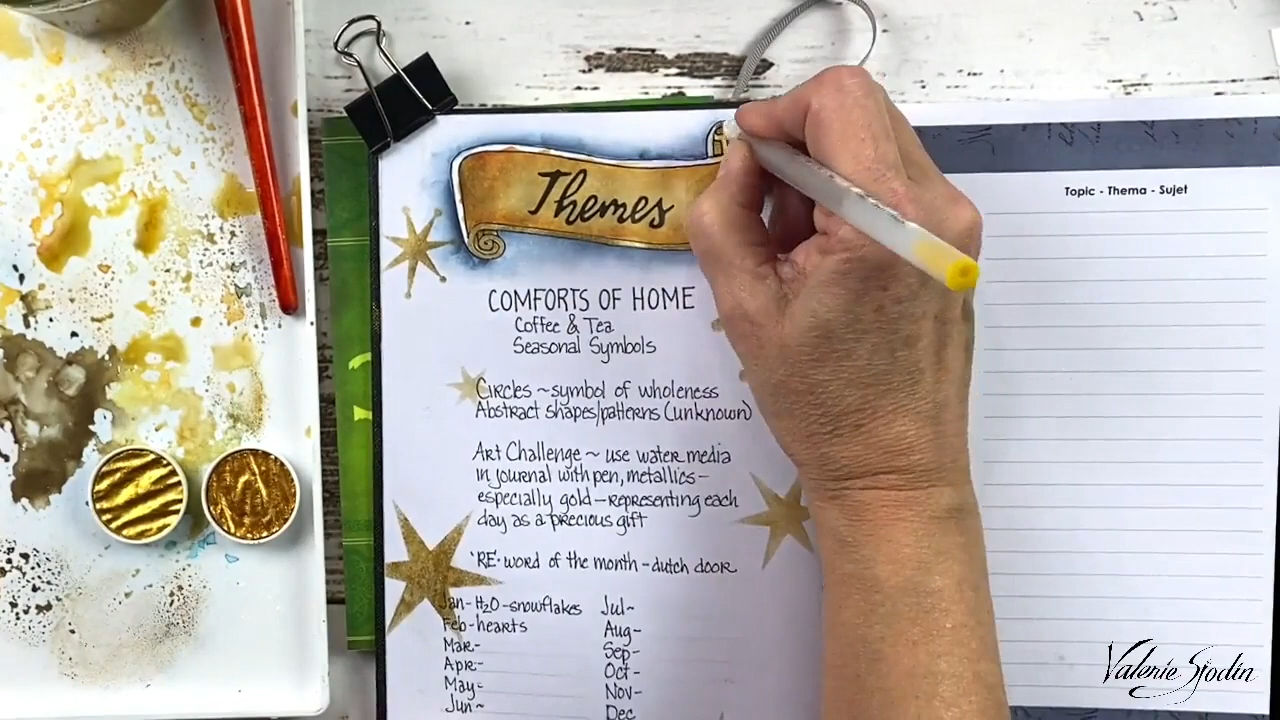 Themes
Topic - Thema - Sujet
COMFORTS OF HOME
Coffee & Tea
Seasonal Symbols
Circles ~ symbol of wholeness
Abstract shapes/patterns (unknown)
Art Challenge ~ use water media
in journal with pen, metallics –
especially gold – representing each
day as a precious gift
'RE' word of the month – dutch door
Jan- H2O - snowflakes
Feb- hearts
Mar-
Apr-
May-
Jun~
Jul~
Aug-
Sep-
Oct-
Nov-
Dec
Valerie Sjodin